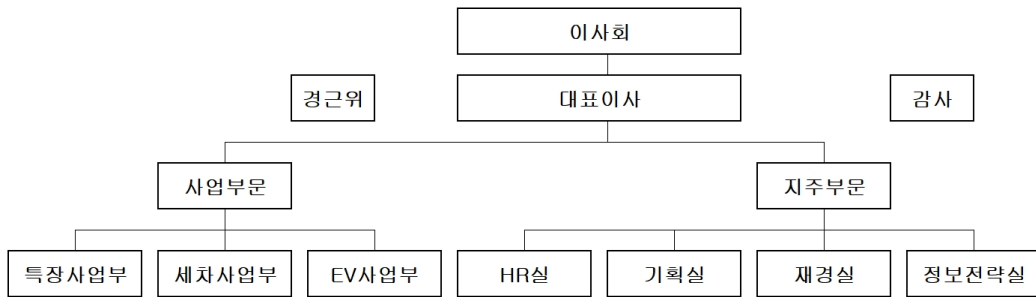 이사회
경근위
대표이사
감사
사업부문
지주부문
특장사업부
세차사업부
EV사업부
HR실
기획실
재경실
정보전략실